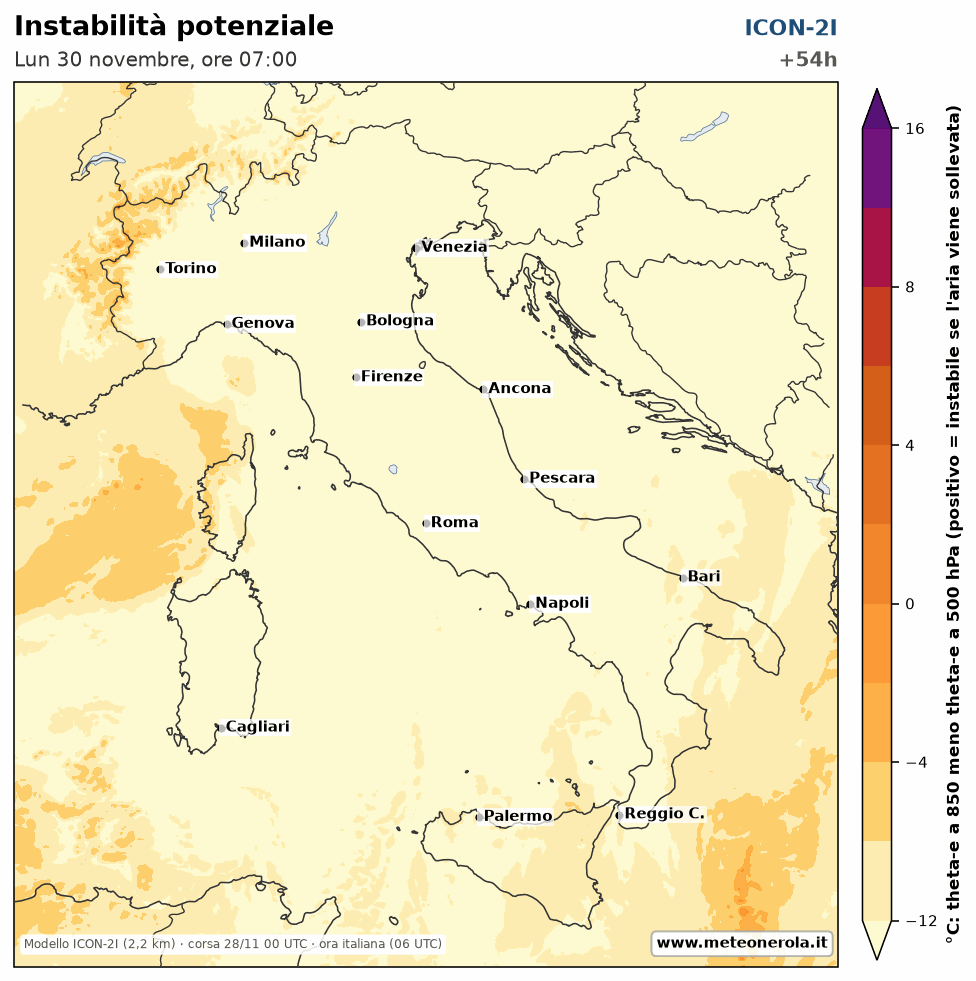 Instabilità potenziale
ICON-2I
Lun 30 novembre, ore 07:00
+54h
Milano
Venezia
Torino
Genova
Bologna
Firenze
Ancona
Pescara
Roma
Bari
Napoli
Cagliari
Palermo
Reggio C.
16
8
4
0
−4
−12
°C: theta-e a 850 meno theta-e a 500 hPa (positivo = instabile se l'aria viene sollevata)
Modello ICON-2I (2,2 km) · corsa 28/11 00 UTC · ora italiana (06 UTC)
www.meteonerola.it